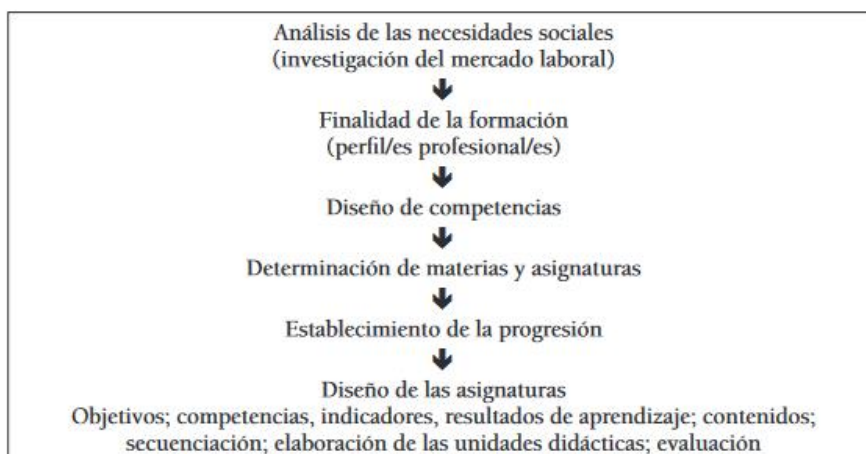 Análisis de las necesidades sociales
(investigación del mercado laboral)
Finalidad de la formación
(perfil/es profesional/es)
Diseño de competencias
Determinación de materias y asignaturas
Establecimiento de la progresión
Diseño de las asignaturas
Objetivos; competencias, indicadores, resultados de aprendizaje; contenidos;
secuenciación; elaboración de las unidades didácticas; evaluación